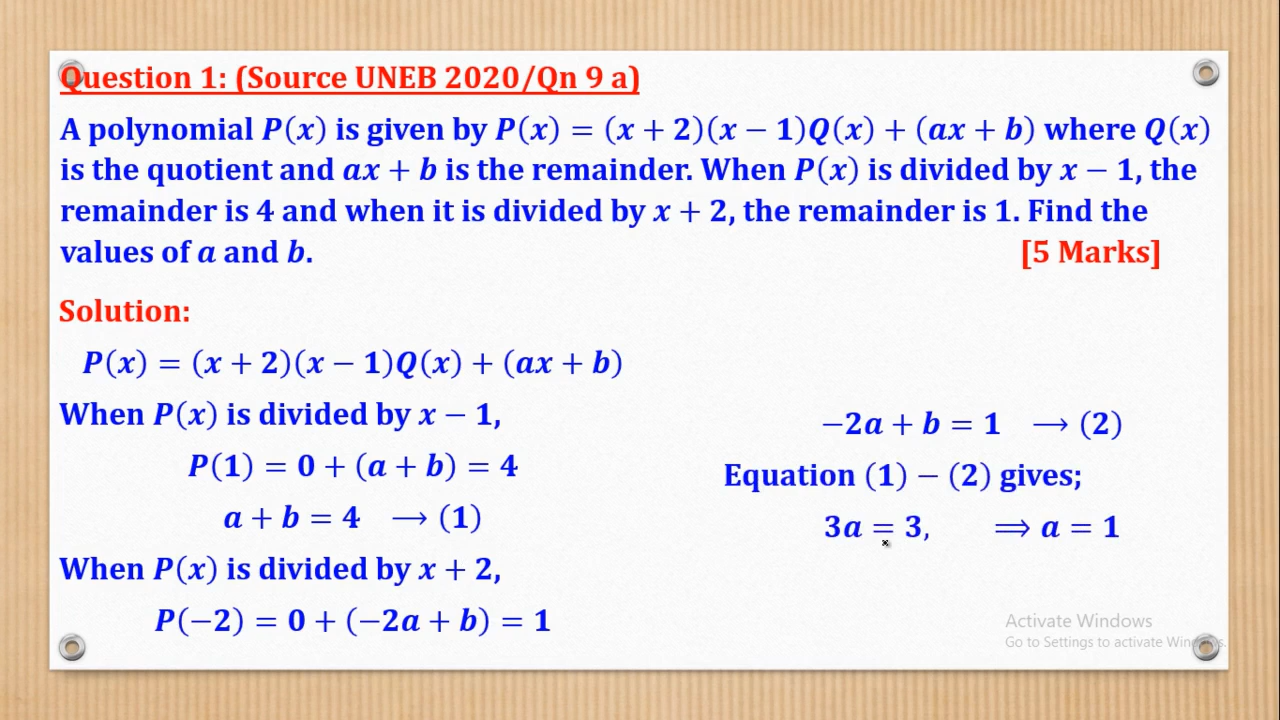 Question 1: (Source UNEB 2020/Qn 9 a)
A polynomial P(x) is given by P(x) = (x + 2)(x − 1)Q(x) + (ax + b) where Q(x)
is the quotient and ax + b is the remainder. When P(x) is divided by x − 1, the
remainder is 4 and when it is divided by x + 2, the remainder is 1. Find the
values of a and b. [5 Marks]
Solution:
P(x) = (x + 2)(x − 1)Q(x) + (ax + b)
When P(x) is divided by x − 1,
P(1) = 0 + (a + b) = 4
a + b = 4 ⟶ (1)
When P(x) is divided by x + 2,
P(−2) = 0 + (−2a + b) = 1
−2a + b = 1 ⟶ (2)
Equation (1) − (2) gives;
3a = 3, ⟹ a = 1
Activate Windows
Go to Settings to activate Windows.